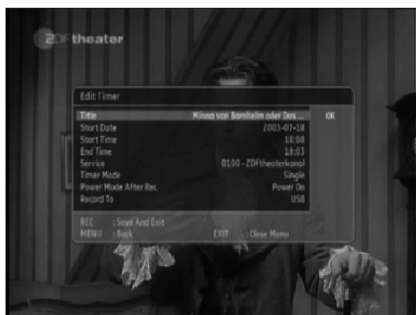 ZDFtheater
Edit Timer
Title Minna von Barnhelm oder Das ... OK
Start Date 2003-07-18
Start Time 18:08
End Time 18:03
Service 0100 - ZDFtheaterkanal
Timer Mode Single
Power Mode After Rec. Power On
Record To USB
REC : Save And Exit
MENU : Back EXIT : Close Menu